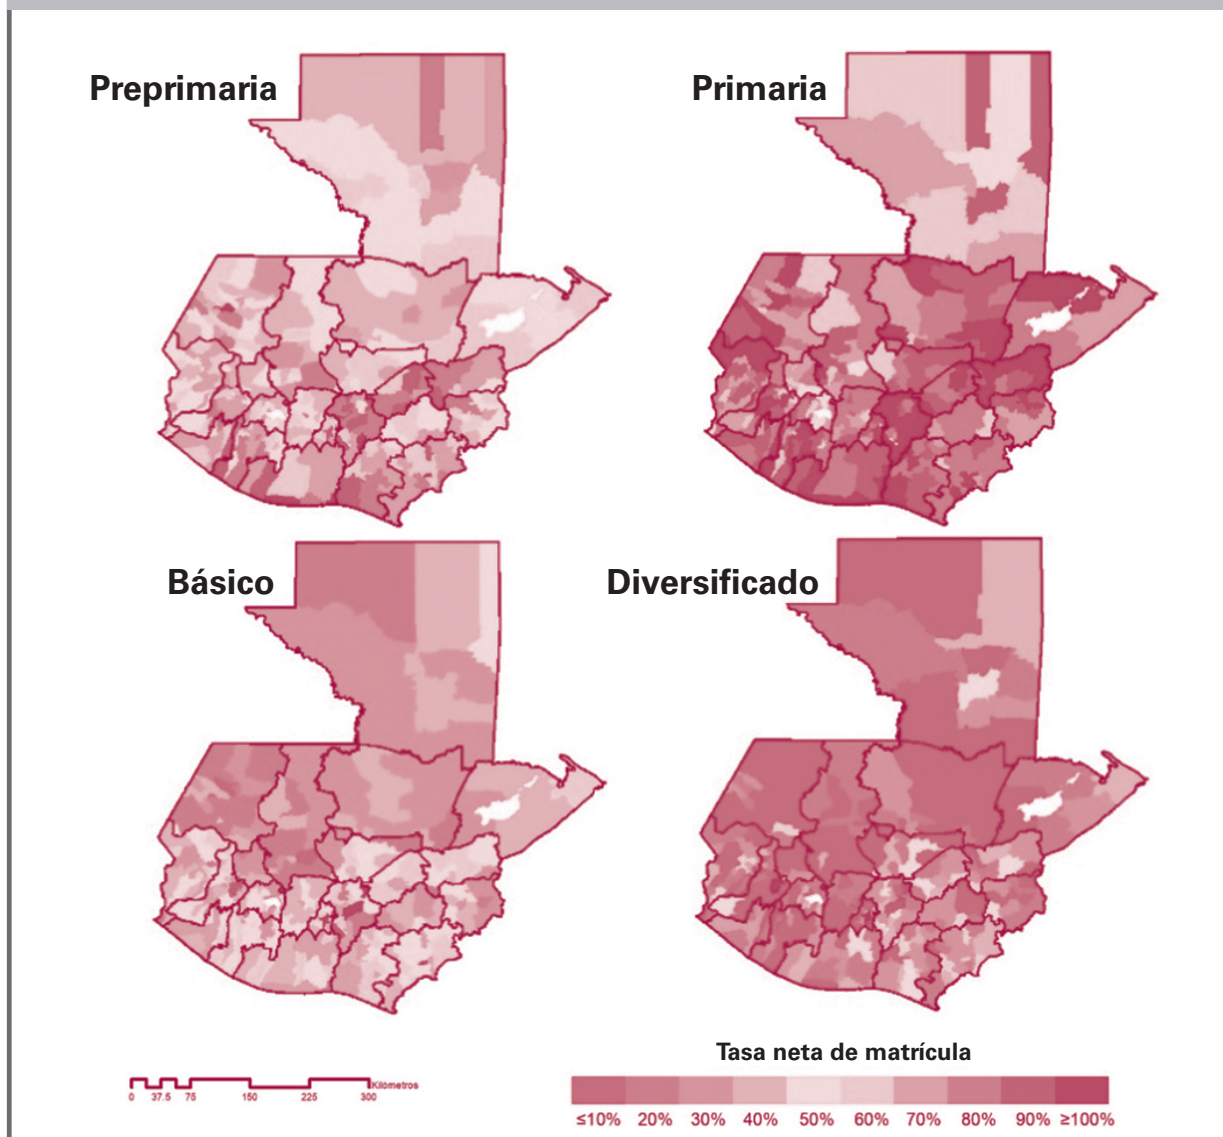 Preprimaria
Primaria
Básico
Diversificado
Tasa neta de matrícula
Kilómetros
0 37.5 75 150 225 300
≤10% 20% 30% 40% 50% 60% 70% 80% 90% ≥100%